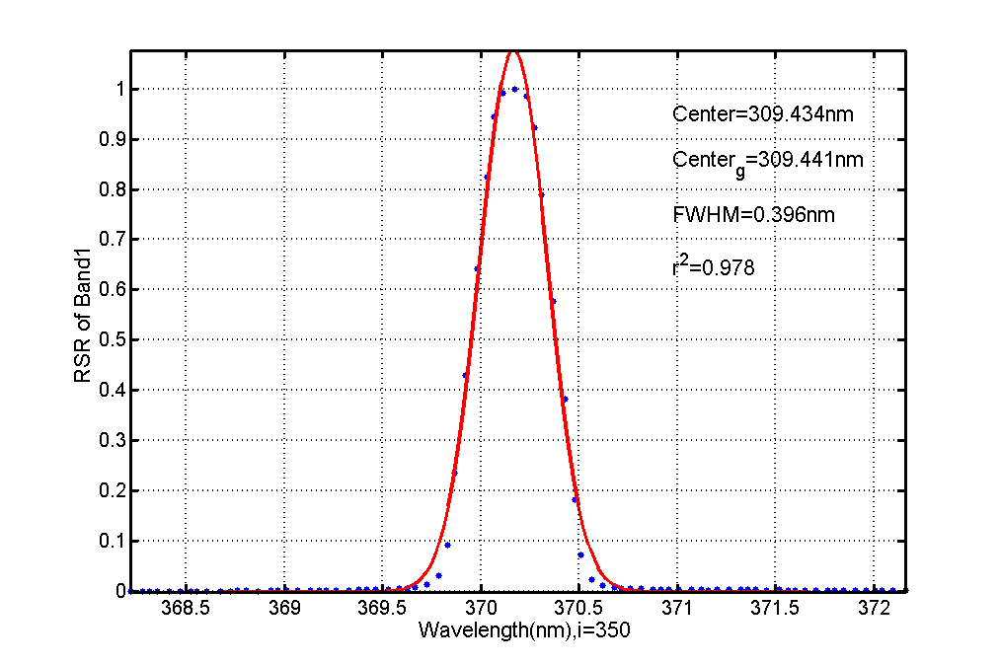 1
0.9
0.8
0.7
0.6
0.5
0.4
0.3
0.2
0.1
0
RSR of Band1
Center=309.434nm
Center_g=309.441nm
FWHM=0.396nm
r^2=0.978
368.5 369 369.5 370 370.5 371 371.5 372
Wavelength(nm),i=350